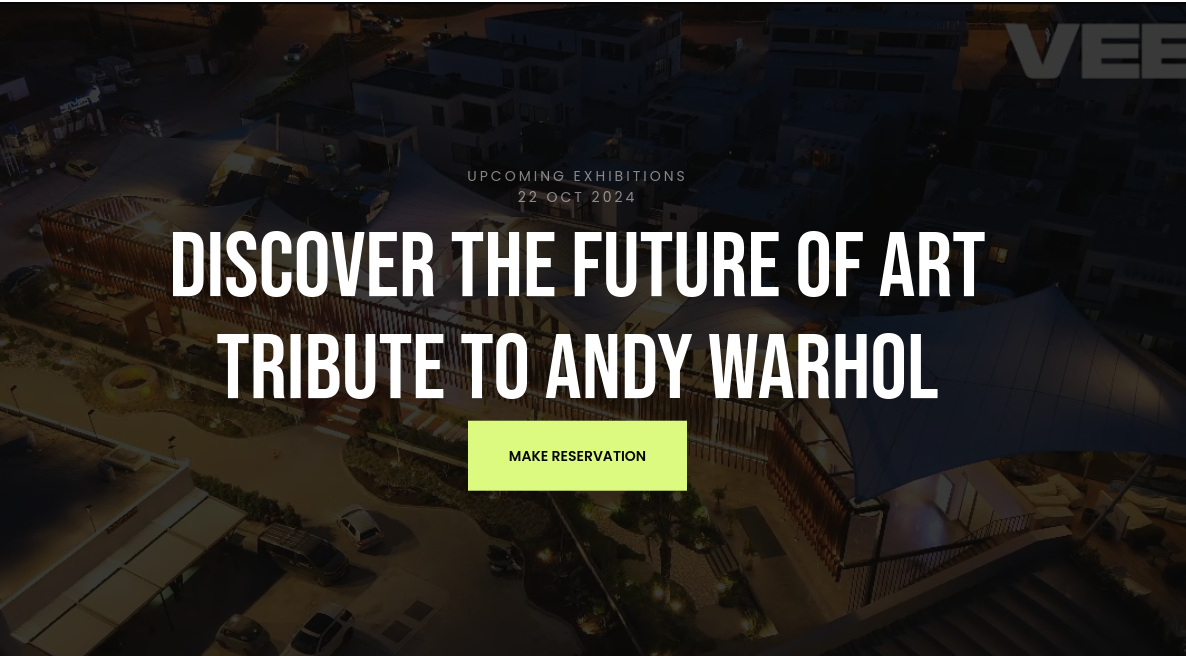 VEE
UPCOMING EXHIBITIONS
22 OCT 2024
DISCOVER THE FUTURE OF ART
TRIBUTE TO ANDY WARHOL
MAKE RESERVATION